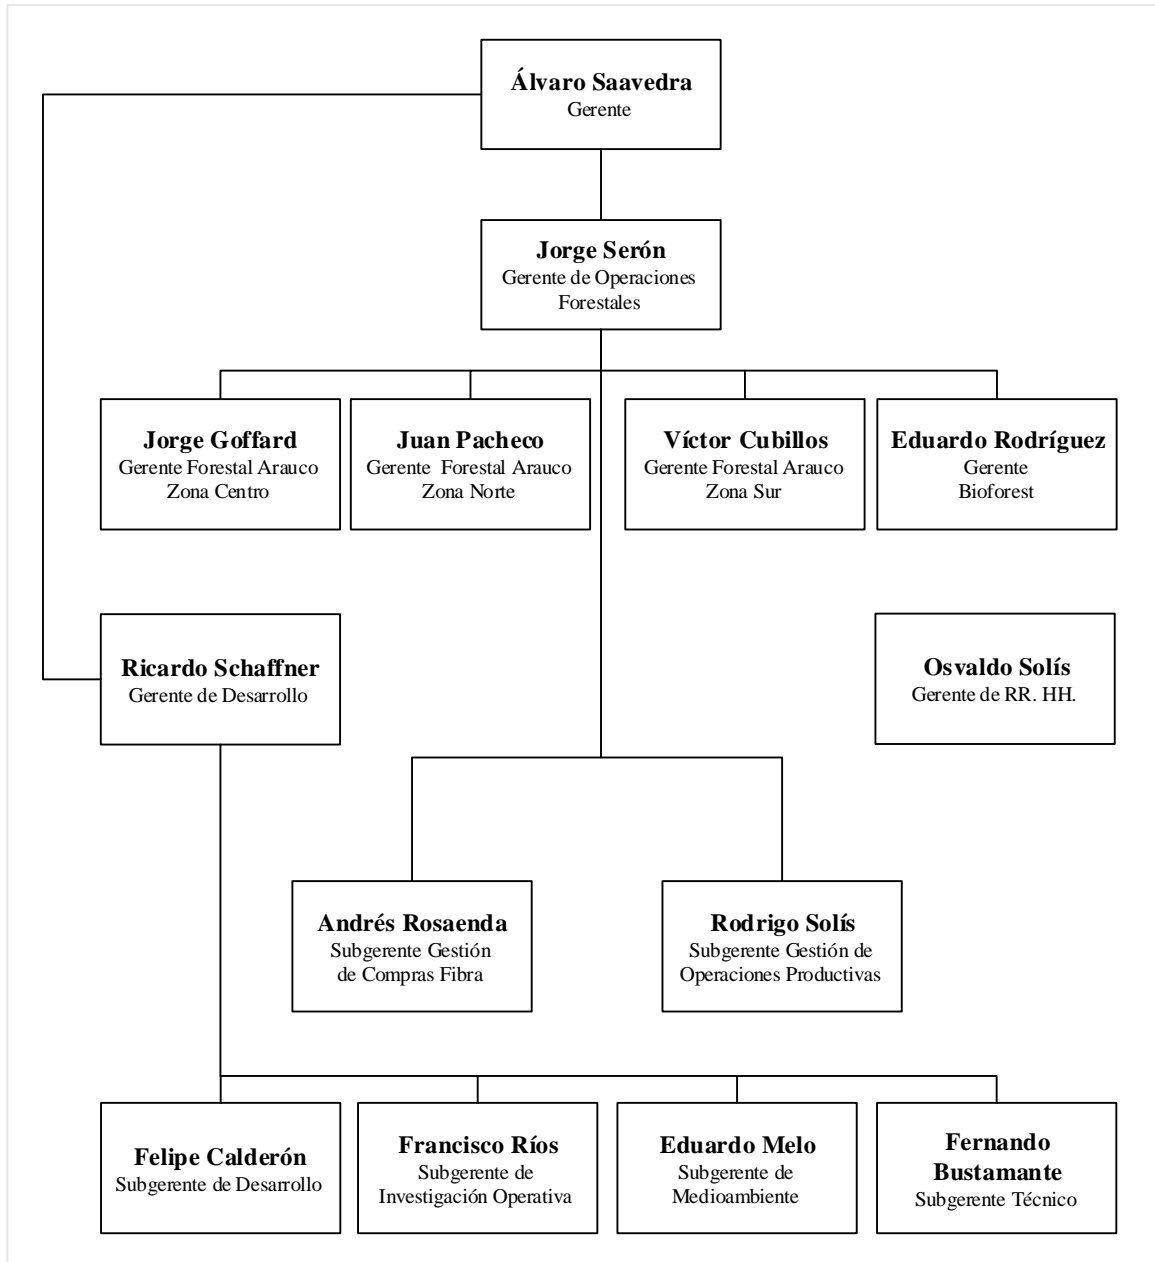 Álvaro Saavedra
Gerente
Jorge Serón
Gerente de Operaciones
Forestales
Jorge Goffard
Gerente Forestal Arauco
Zona Centro
Juan Pacheco
Gerente Forestal Arauco
Zona Norte
Víctor Cubillos
Gerente Forestal Arauco
Zona Sur
Eduardo Rodríguez
Gerente
Bioforest
Ricardo Schaffner
Gerente de Desarrollo
Osvaldo Solís
Gerente de RR. HH.
Andrés Rosaenda
Subgerente Gestión
de Compras Fibra
Rodrigo Solís
Subgerente Gestión de
Operaciones Productivas
Felipe Calderón
Subgerente de Desarrollo
Francisco Ríos
Subgerente de
Investigación Operativa
Eduardo Melo
Subgerente de
Medioambiente
Fernando
Bustamante
Subgerente Técnico